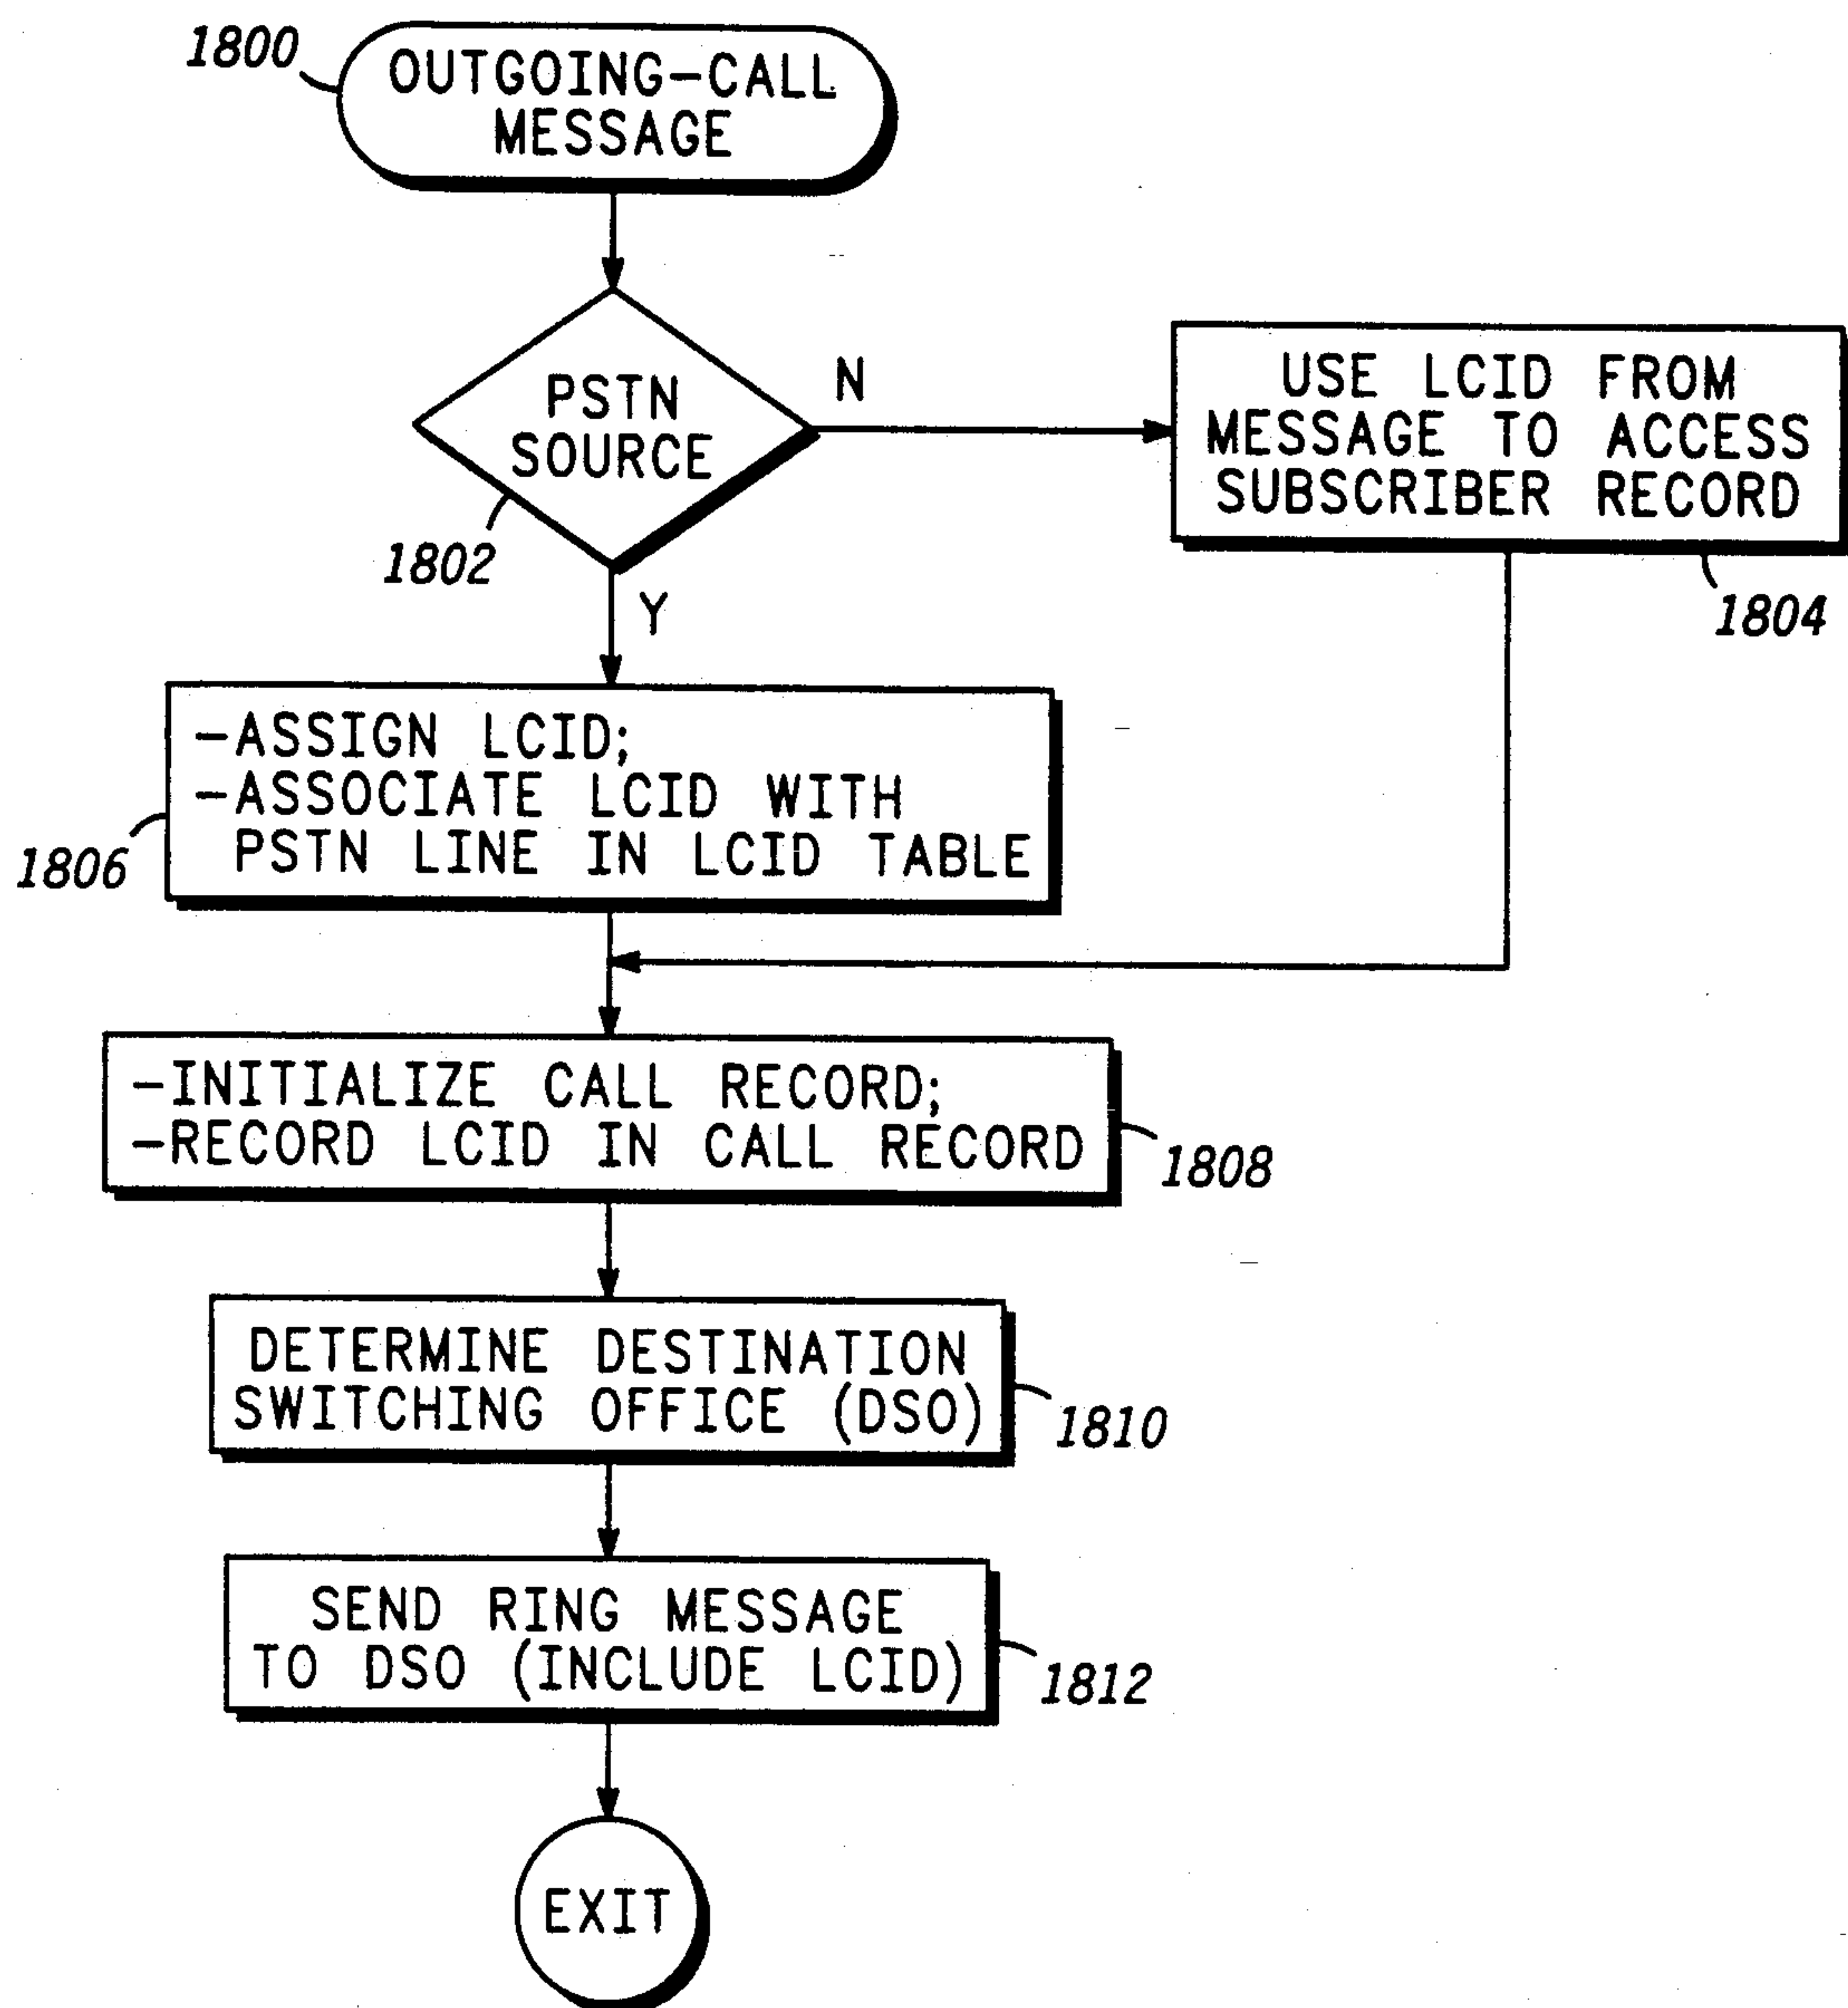 1800
OUTGOING-CALL
MESSAGE
PSTN
SOURCE
N
1802
Y
USE LCID FROM
MESSAGE TO ACCESS
SUBSCRIBER RECORD
1804
-ASSIGN LCID;
-ASSOCIATE LCID WITH
PSTN LINE IN LCID TABLE
1806
-INITIALIZE CALL RECORD;
-RECORD LCID IN CALL RECORD
1808
DETERMINE DESTINATION
SWITCHING OFFICE (DSO)
1810
SEND RING MESSAGE
TO DSO (INCLUDE LCID)
1812
EXIT